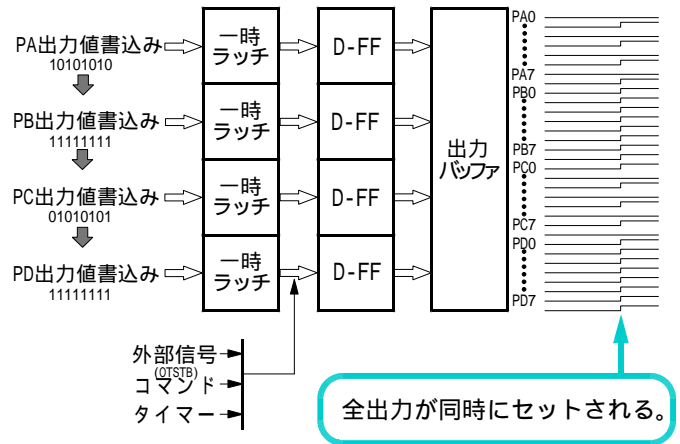 PA出力値書込み
10101010
PB出力値書込み
11111111
PC出力値書込み
01010101
PD出力値書込み
11111111
一時
ラッチ
一時
ラッチ
一時
ラッチ
一時
ラッチ
D-FF
D-FF
D-FF
D-FF
出力
バッファ
PA0
PA7
PB0
PB7
PC0
PC7
PD0
PD7
外部信号
(OTSTB)
コマンド
タイマー
全出力が同時にセットされる。